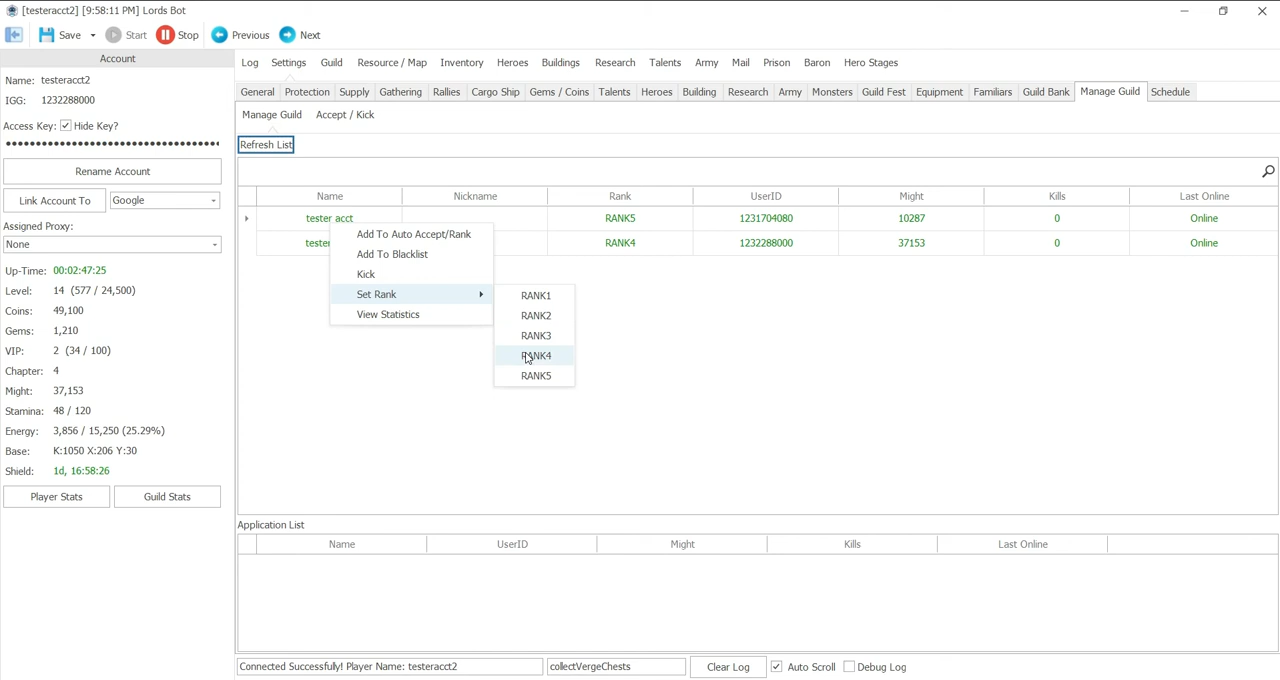 [testeracct2] [9:58:11 PM] Lords Bot
Save Start Stop Previous Next
Account
Name: testeracct2
IGG: 1232288000
Access Key: Hide Key?
Rename Account
Link Account To Google
Assigned Proxy:
None
Up-Time: 00:02:47:25
Level: 14 (577 / 24,500)
Coins: 49,100
Gems: 1,210
VIP: 2 (34 / 100)
Chapter: 4
Might: 37,153
Stamina: 48 / 120
Energy: 3,856 / 15,250 (25.29%)
Base: K:1050 X:206 Y:30
Shield: 1d, 16:58:26
Player Stats Guild Stats
Log Settings Guild Resource / Map Inventory Heroes Buildings Research Talents Army Mail Prison Baron Hero Stages
General Protection Supply Gathering Rallies Cargo Ship Gems / Coins Talents Heroes Building Research Army Monsters Guild Fest Equipment Familiars Guild Bank Manage Guild Schedule
Manage Guild Accept / Kick
Refresh List
Name Nickname Rank UserID Might Kills Last Online
tester acct RANK5 1231704080 10287 0 Online
tester RANK4 1232288000 37153 0 Online
Add To Auto Accept/Rank
Add To Blacklist
Kick
Set Rank
View Statistics
RANK1
RANK2
RANK3
RANK4
RANK5
Application List
Name UserID Might Kills Last Online
Connected Successfully! Player Name: testeracct2 collectVergeChests Clear Log Auto Scroll Debug Log